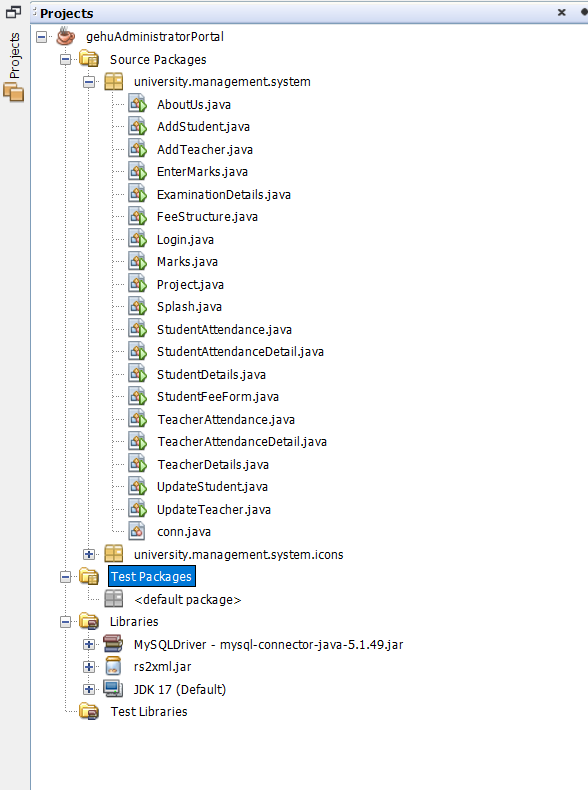 Projects
Projects
gehuAdministratorPortal
Source Packages
university.management.system
AboutUs.java
AddStudent.java
AddTeacher.java
EnterMarks.java
ExaminationDetails.java
FeeStructure.java
Login.java
Marks.java
Project.java
Splash.java
StudentAttendance.java
StudentAttendanceDetail.java
StudentDetails.java
StudentFeeForm.java
TeacherAttendance.java
TeacherAttendanceDetail.java
TeacherDetails.java
UpdateStudent.java
UpdateTeacher.java
conn.java
university.management.system.icons
Test Packages
<default package>
Libraries
MySQLDriver - mysql-connector-java-5.1.49.jar
rs2xml.jar
JDK 17 (Default)
Test Libraries